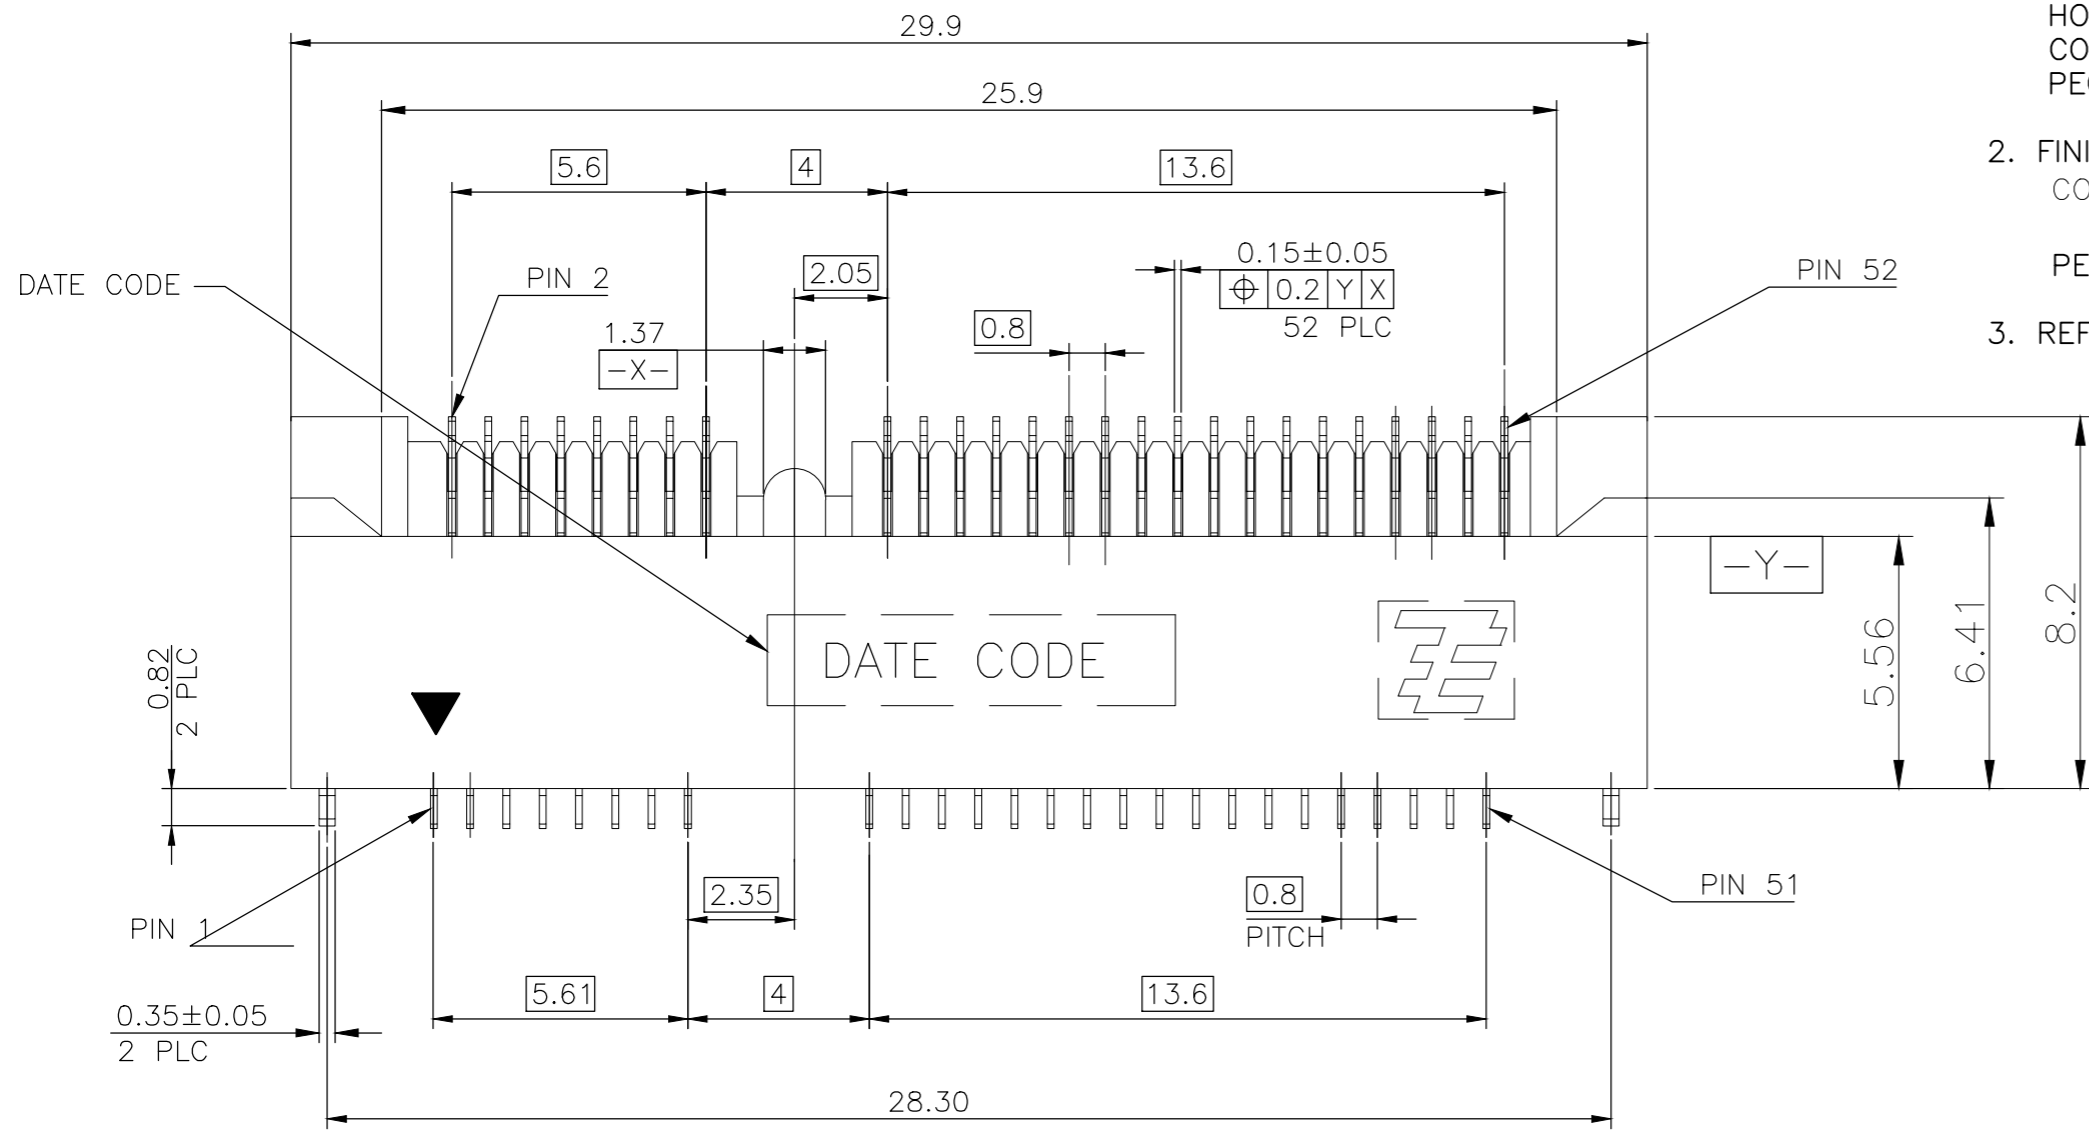 29.9
25.9
5.6
4
13.6
2.05
0.15±0.05
0.2 Y X
52 PLC
PIN 2
DATE CODE
1.37
-X-
0.8
PIN 52
HO
CO
2. FINI
CO
PE
3. REF
-Y-
5.56
6.41
8.2
DATE CODE
0.82
2 PLC
PIN 1
2.35
0.8
PITCH
PIN 51
5.61
4
13.6
0.35±0.05
2 PLC
28.30